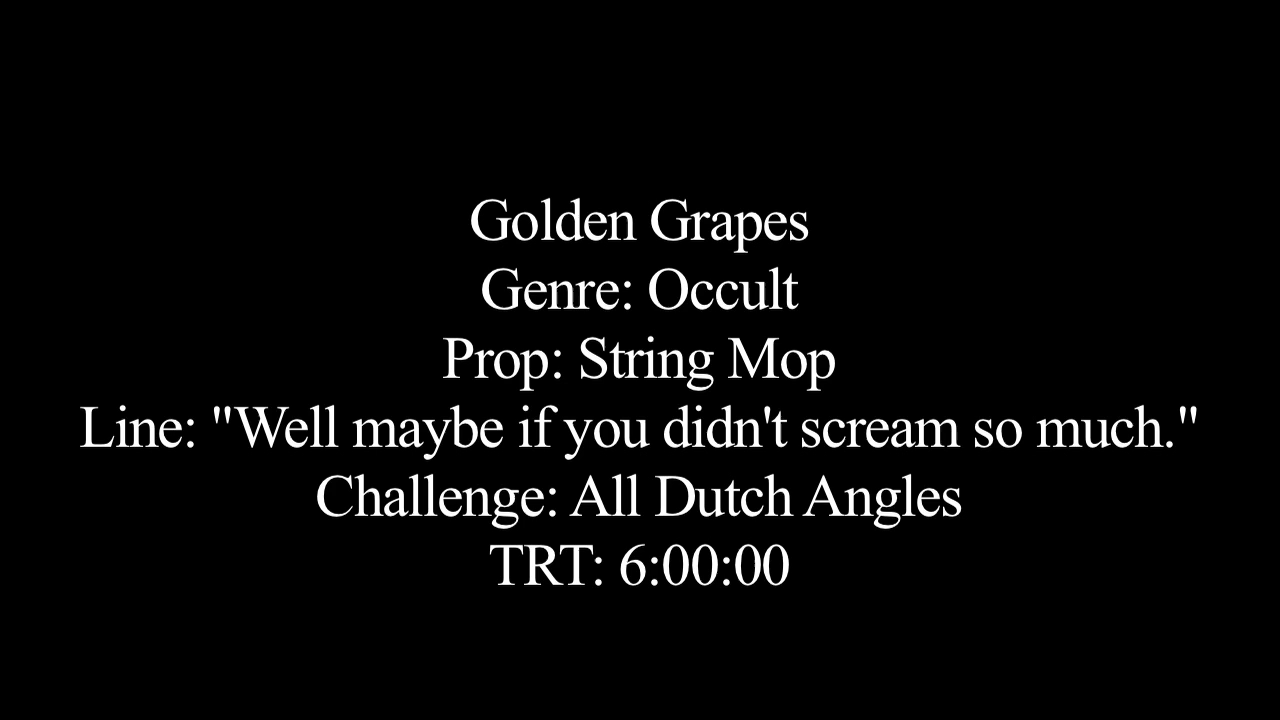 Golden Grapes
Genre: Occult
Prop: String Mop
Line: "Well maybe if you didn't scream so much."
Challenge: All Dutch Angles
TRT: 6:00:00